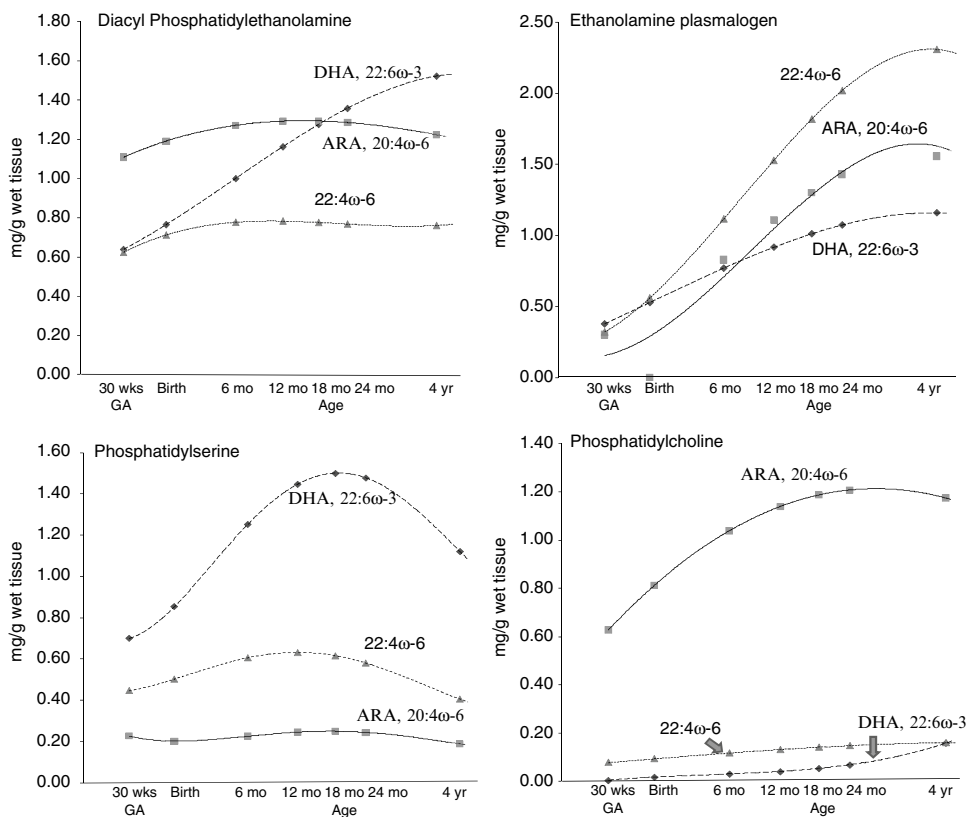 Diacyl Phosphatidylethanolamine
1.80
1.60
1.40
1.20
1.00
0.80
0.60
0.40
0.20
0.00
mg/g wet tissue
DHA, 22:6ω-3
ARA, 20:4ω-6
22:4ω-6
30 wks Birth 6 mo 12 mo 18 mo 24 mo 4 yr
GA Age
Ethanolamine plasmalogen
2.50
2.00
1.50
1.00
0.50
0.00
mg/g wet tissue
22:4ω-6
ARA, 20:4ω-6
DHA, 22:6ω-3
30 wks Birth 6 mo 12 mo 18 mo 24 mo 4 yr
GA Age
Phosphatidylserine
1.60
1.40
1.20
1.00
0.80
0.60
0.40
0.20
0.00
mg/g wet tissue
DHA, 22:6ω-3
22:4ω-6
ARA, 20:4ω-6
30 wks Birth 6 mo 12 mo 18 mo 24 mo 4 yr
GA Age
Phosphatidylcholine
1.40
1.20
1.00
0.80
0.60
0.40
0.20
0.00
mg/g wet tissue
ARA, 20:4ω-6
22:4ω-6
DHA, 22:6ω-3
30 wks Birth 6 mo 12 mo 18 mo 24 mo 4 yr
GA Age